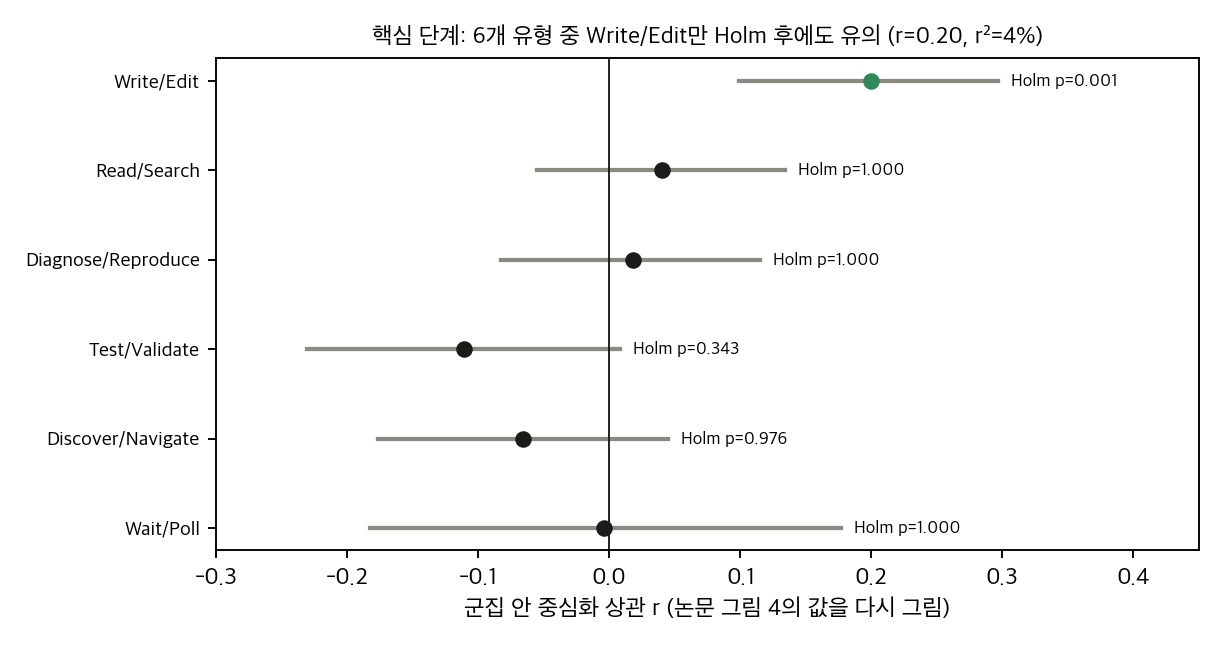 핵심 단계: 6개 유형 중 Write/Edit만 Holm 후에도 유의 (r=0.20, r²=4%)
Write/Edit
Holm p=0.001
Read/Search
Holm p=1.000
Diagnose/Reproduce
Holm p=1.000
Test/Validate
Holm p=0.343
Discover/Navigate
Holm p=0.976
Wait/Poll
Holm p=1.000
-0.3 -0.2 -0.1 0.0 0.1 0.2 0.3 0.4
군집 안 중심화 상관 r (논문 그림 4의 값을 다시 그림)